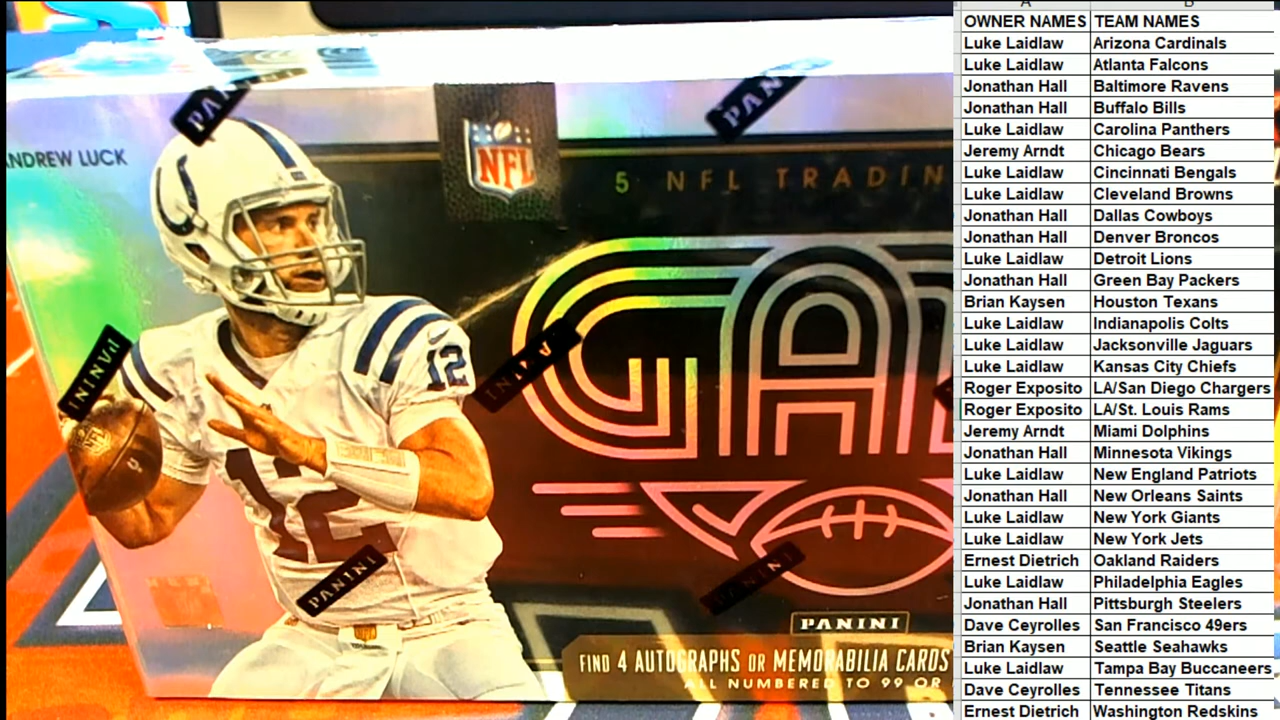 PANINI
PANINI
ANDREW LUCK
NFL
5 NFL TRADIN
12
PANINI
PANINI
GA
NFL
12
PANINI
PANINI
PANINI
FIND 4 AUTOGRAPHS OR MEMORABILIA CARDS
ALL NUMBERED TO 99 OR
A B
OWNER NAMES TEAM NAMES
Luke Laidlaw Arizona Cardinals
Luke Laidlaw Atlanta Falcons
Jonathan Hall Baltimore Ravens
Jonathan Hall Buffalo Bills
Luke Laidlaw Carolina Panthers
Jeremy Arndt Chicago Bears
Luke Laidlaw Cincinnati Bengals
Luke Laidlaw Cleveland Browns
Jonathan Hall Dallas Cowboys
Jonathan Hall Denver Broncos
Luke Laidlaw Detroit Lions
Jonathan Hall Green Bay Packers
Brian Kaysen Houston Texans
Luke Laidlaw Indianapolis Colts
Luke Laidlaw Jacksonville Jaguars
Luke Laidlaw Kansas City Chiefs
Roger Exposito LA/San Diego Chargers
Roger Exposito LA/St. Louis Rams
Jeremy Arndt Miami Dolphins
Jonathan Hall Minnesota Vikings
Luke Laidlaw New England Patriots
Jonathan Hall New Orleans Saints
Luke Laidlaw New York Giants
Luke Laidlaw New York Jets
Ernest Dietrich Oakland Raiders
Luke Laidlaw Philadelphia Eagles
Jonathan Hall Pittsburgh Steelers
Dave Ceyrolles San Francisco 49ers
Brian Kaysen Seattle Seahawks
Luke Laidlaw Tampa Bay Buccaneers
Dave Ceyrolles Tennessee Titans
Ernest Dietrich Washington Redskins